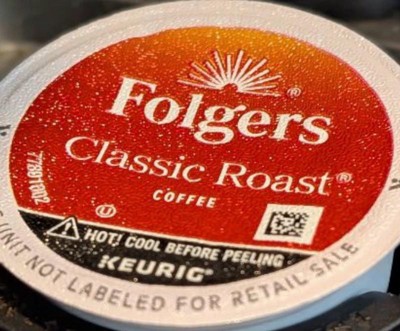 Folgers®
Classic Roast®
COFFEE
U
HOT! COOL BEFORE PEELING
KEURIG®
UNIT NOT LABELED FOR RETAIL SALE